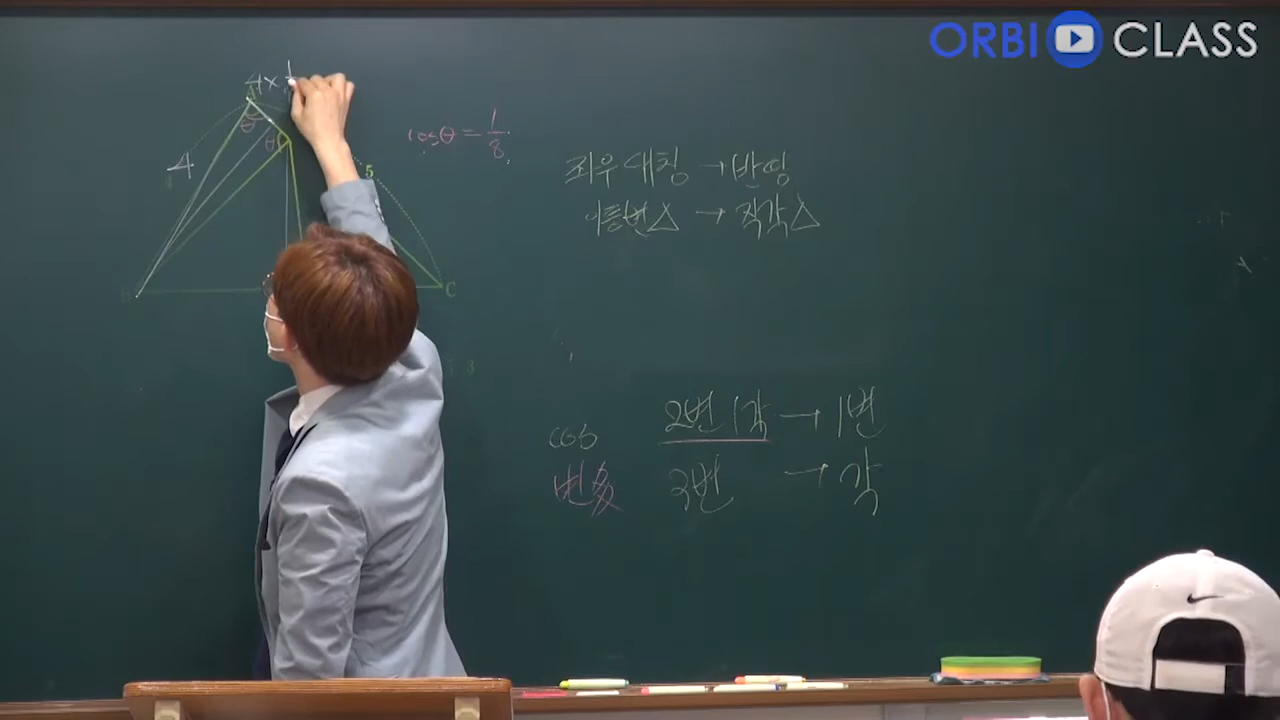 ORBI CLASS
4×
A
θ
θ
4
5
B
C
cosθ = 1/8
좌우대칭 → 반띵
이등변△ → 직각△
cos 2변 1각 → 1변
변多 3변 → 각